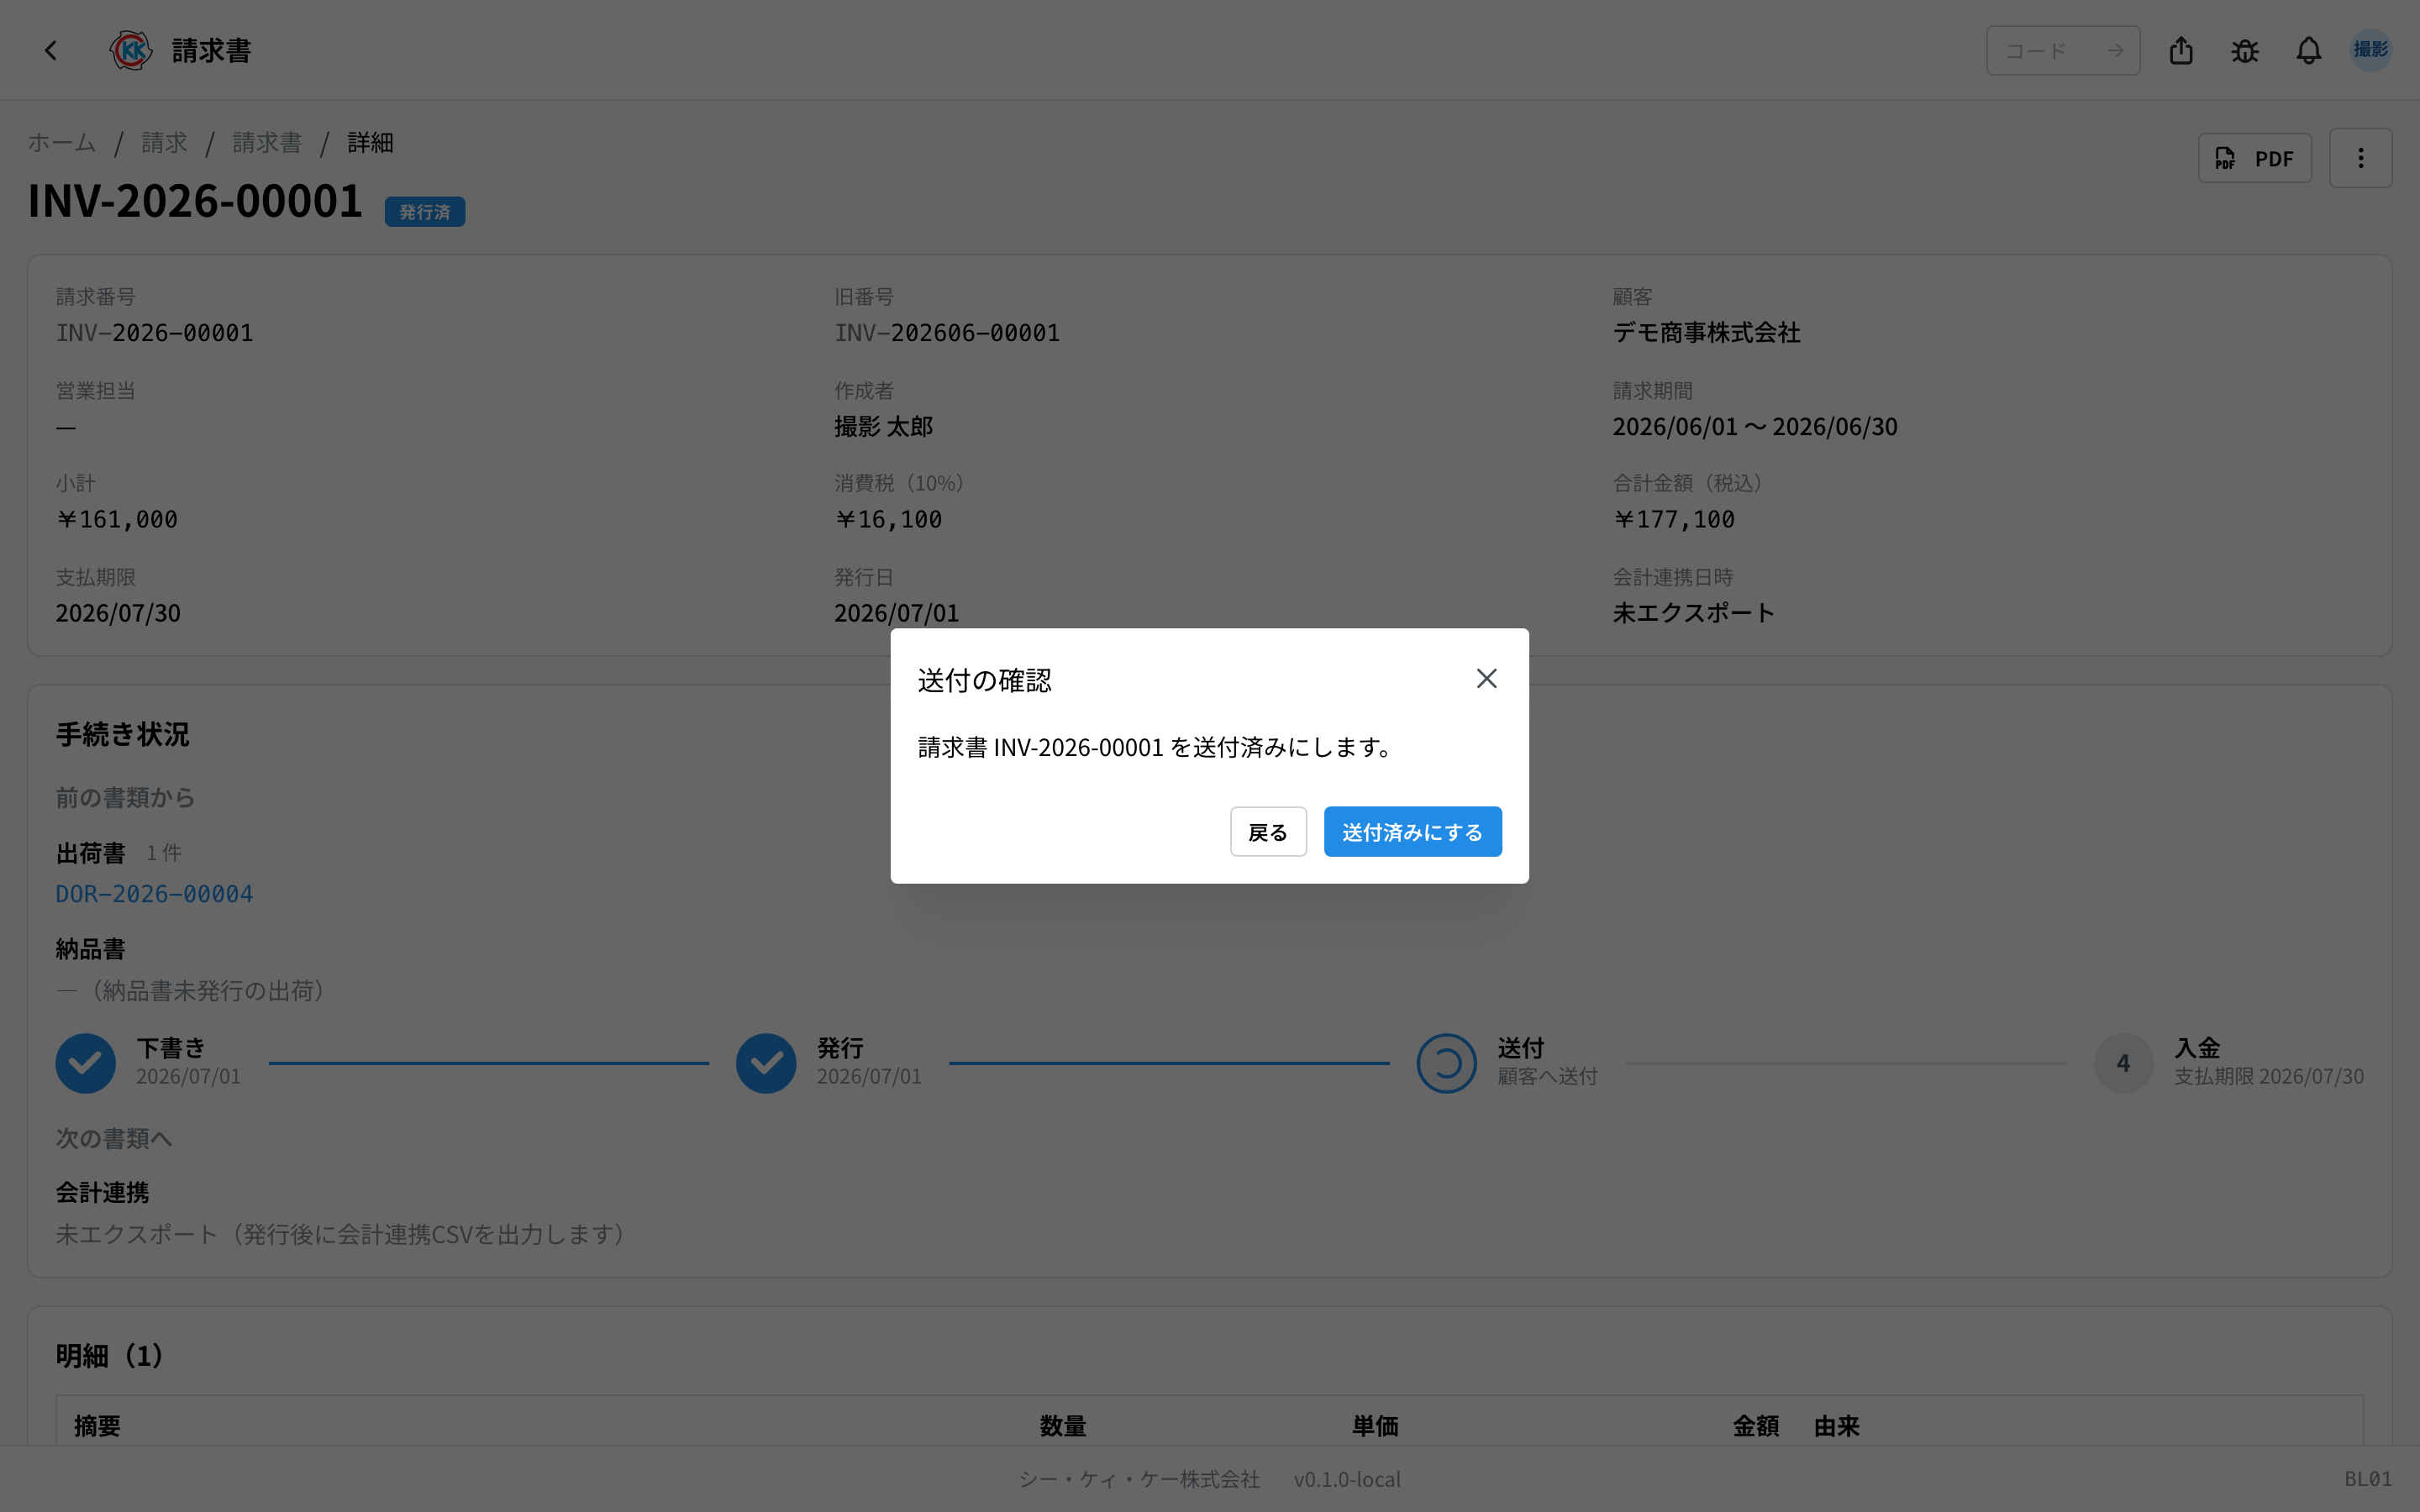 請求書
コード
撮影
ホーム / 請求 / 請求書 / 詳細
PDF
INV-2026-00001 発行済
請求番号 旧番号 顧客
INV-2026-00001 INV-202606-00001 デモ商事株式会社
営業担当 作成者 請求期間
— 撮影 太郎 2026/06/01 〜 2026/06/30
小計 消費税（10%） 合計金額（税込）
¥161,000 ¥16,100 ¥177,100
支払期限 発行日 会計連携日時
2026/07/30 2026/07/01 未エクスポート
送付の確認
請求書 INV-2026-00001 を送付済みにします。
戻る 送付済みにする
手続き状況
前の書類から
出荷書 1 件
DOR-2026-00004
納品書
—（納品書未発行の出荷）
下書き 発行 送付 4 入金
2026/07/01 2026/07/01 顧客へ送付 支払期限 2026/07/30
次の書類へ
会計連携
未エクスポート（発行後に会計連携CSVを出力します）
明細（1）
摘要 数量 単価 金額 由来
シー・ケィ・ケー株式会社 v0.1.0-local BL01